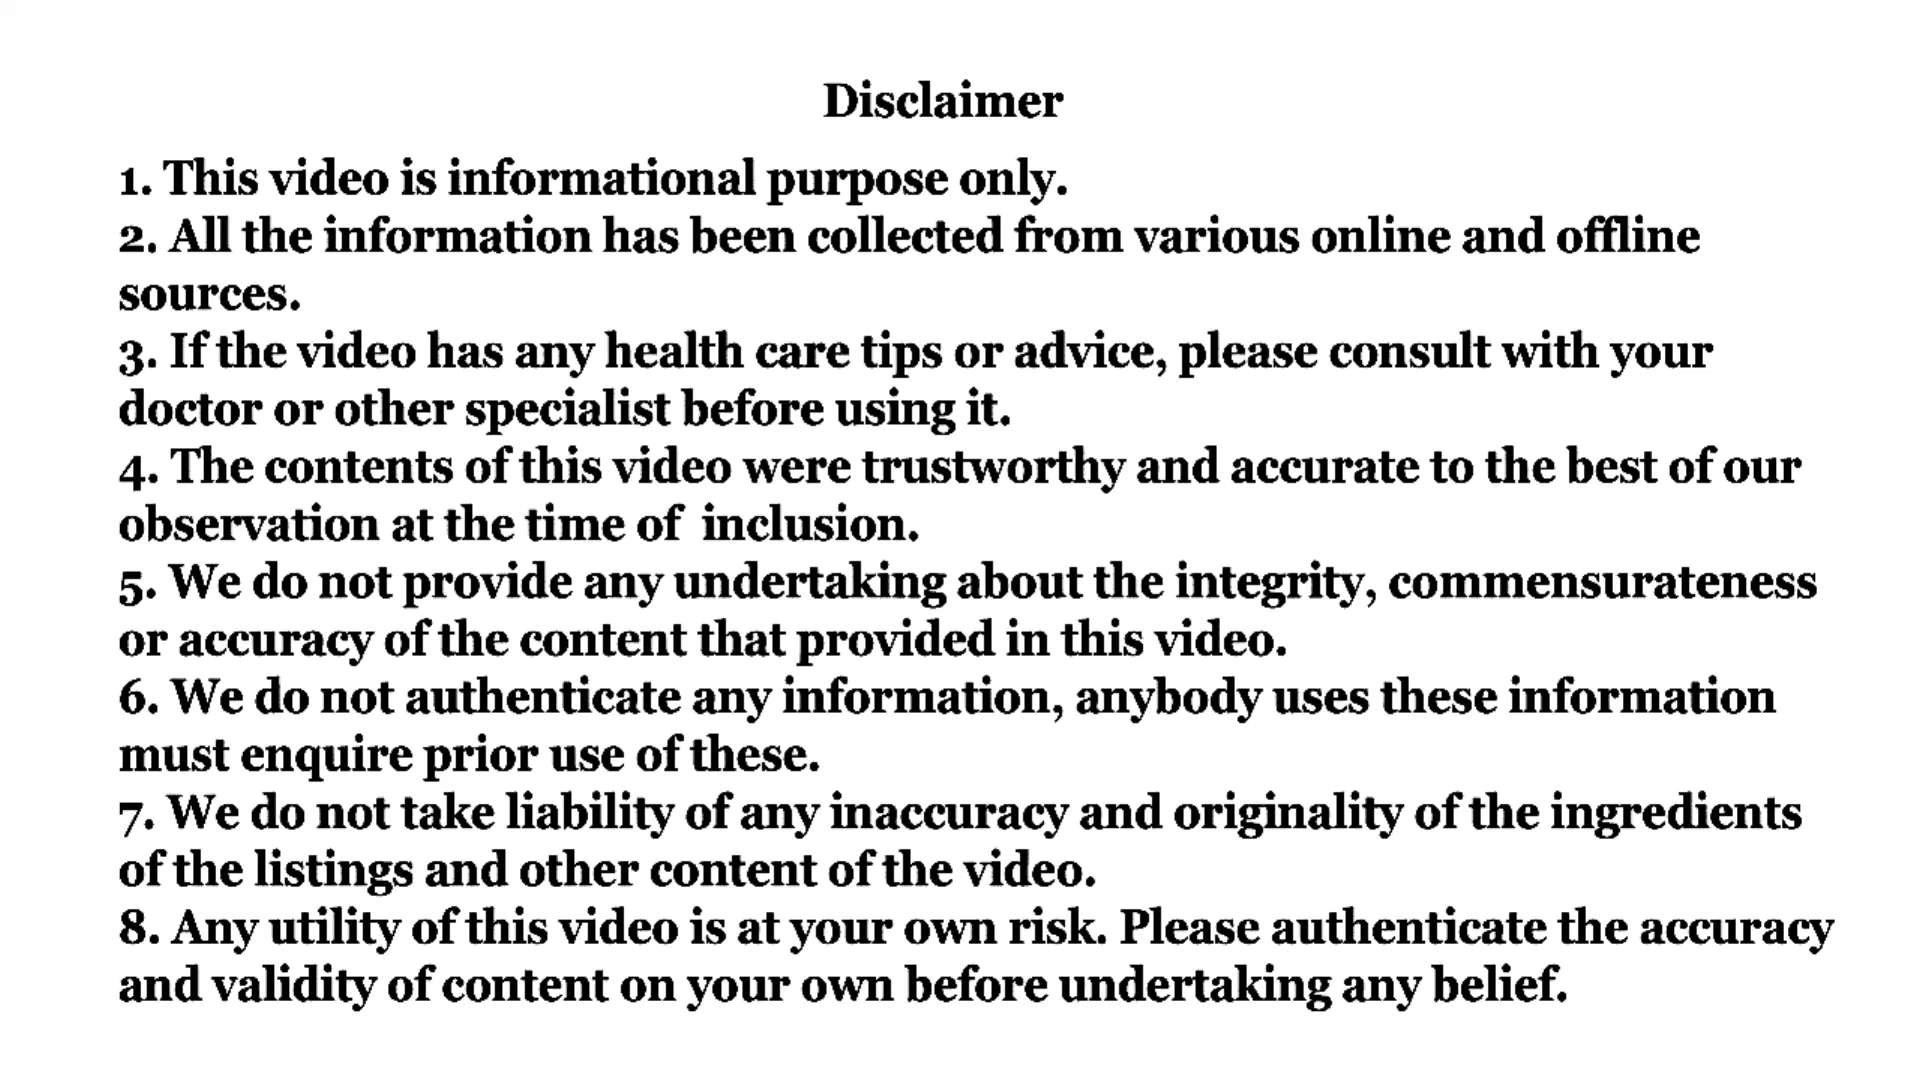 Disclaimer
1. This video is informational purpose only.
2. All the information has been collected from various online and offline
sources.
3. If the video has any health care tips or advice, please consult with your
doctor or other specialist before using it.
4. The contents of this video were trustworthy and accurate to the best of our
observation at the time of  inclusion.
5. We do not provide any undertaking about the integrity, commensurateness
or accuracy of the content that provided in this video.
6. We do not authenticate any information, anybody uses these information
must enquire prior use of these.
7. We do not take liability of any inaccuracy and originality of the ingredients
of the listings and other content of the video.
8. Any utility of this video is at your own risk. Please authenticate the accuracy
and validity of content on your own before undertaking any belief.